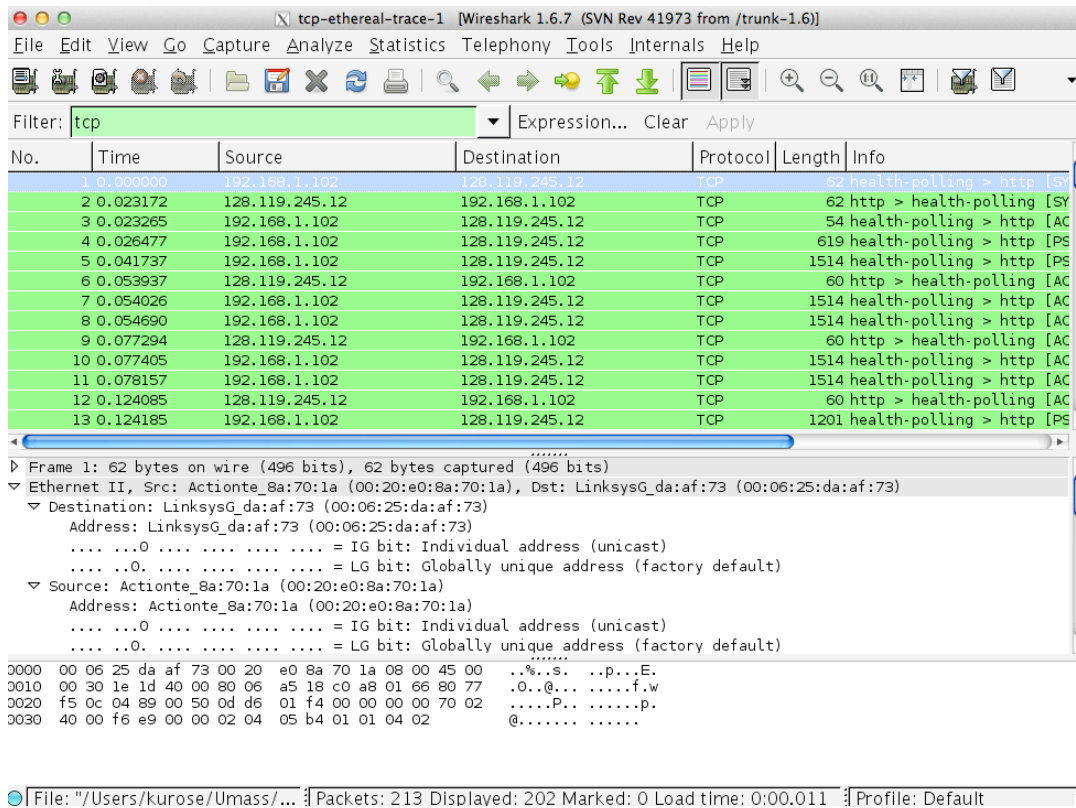 tcp-ethereal-trace-1 [Wireshark 1.6.7 (SVN Rev 41973 from /trunk-1.6)]
File Edit View Go Capture Analyze Statistics Telephony Tools Internals Help
Filter: tcp Expression... Clear Apply
No. Time Source Destination Protocol Length Info
1 0.000000 192.168.1.102 128.119.245.12 TCP 62 health-polling > http [SY
2 0.023172 128.119.245.12 192.168.1.102 TCP 62 http > health-polling [SY
3 0.023265 192.168.1.102 128.119.245.12 TCP 54 health-polling > http [AC
4 0.026477 192.168.1.102 128.119.245.12 TCP 619 health-polling > http [PS
5 0.041737 192.168.1.102 128.119.245.12 TCP 1514 health-polling > http [PS
6 0.053937 128.119.245.12 192.168.1.102 TCP 60 http > health-polling [AC
7 0.054026 192.168.1.102 128.119.245.12 TCP 1514 health-polling > http [AC
8 0.054690 192.168.1.102 128.119.245.12 TCP 1514 health-polling > http [AC
9 0.077294 128.119.245.12 192.168.1.102 TCP 60 http > health-polling [AC
10 0.077405 192.168.1.102 128.119.245.12 TCP 1514 health-polling > http [AC
11 0.078157 192.168.1.102 128.119.245.12 TCP 1514 health-polling > http [AC
12 0.124085 128.119.245.12 192.168.1.102 TCP 60 http > health-polling [AC
13 0.124185 192.168.1.102 128.119.245.12 TCP 1201 health-polling > http [PS
Frame 1: 62 bytes on wire (496 bits), 62 bytes captured (496 bits)
Ethernet II, Src: Actionte_8a:70:1a (00:20:e0:8a:70:1a), Dst: LinksysG_da:af:73 (00:06:25:da:af:73)
Destination: LinksysG_da:af:73 (00:06:25:da:af:73)
Address: LinksysG_da:af:73 (00:06:25:da:af:73)
.... ...0 .... .... .... .... = IG bit: Individual address (unicast)
.... ..0. .... .... .... .... = LG bit: Globally unique address (factory default)
Source: Actionte_8a:70:1a (00:20:e0:8a:70:1a)
Address: Actionte_8a:70:1a (00:20:e0:8a:70:1a)
.... ...0 .... .... .... .... = IG bit: Individual address (unicast)
.... ..0. .... .... .... .... = LG bit: Globally unique address (factory default)
0000 00 06 25 da af 73 00 20 e0 8a 70 1a 08 00 45 00 ..%..s. ..p...E.
0010 00 30 1e 1d 40 00 80 06 a5 18 c0 a8 01 66 80 77 .0..@... .....f.w
0020 f5 0c 04 89 00 50 0d d6 01 f4 00 00 00 00 70 02 .....P.. ......p.
0030 40 00 f6 e9 00 00 02 04 05 b4 01 01 04 02 @....... ......
File: "/Users/kurose/Umass/... Packets: 213 Displayed: 202 Marked: 0 Load time: 0:00.011 Profile: Default